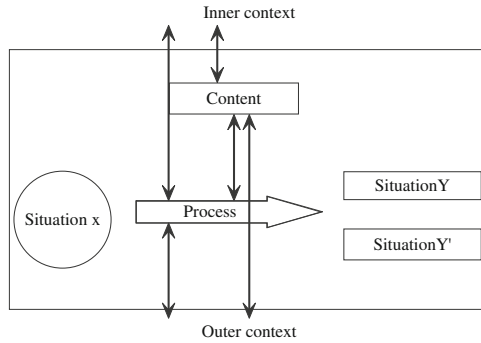 Inner context
Content
SituationY
Situation x
Process
SituationY'
Outer context